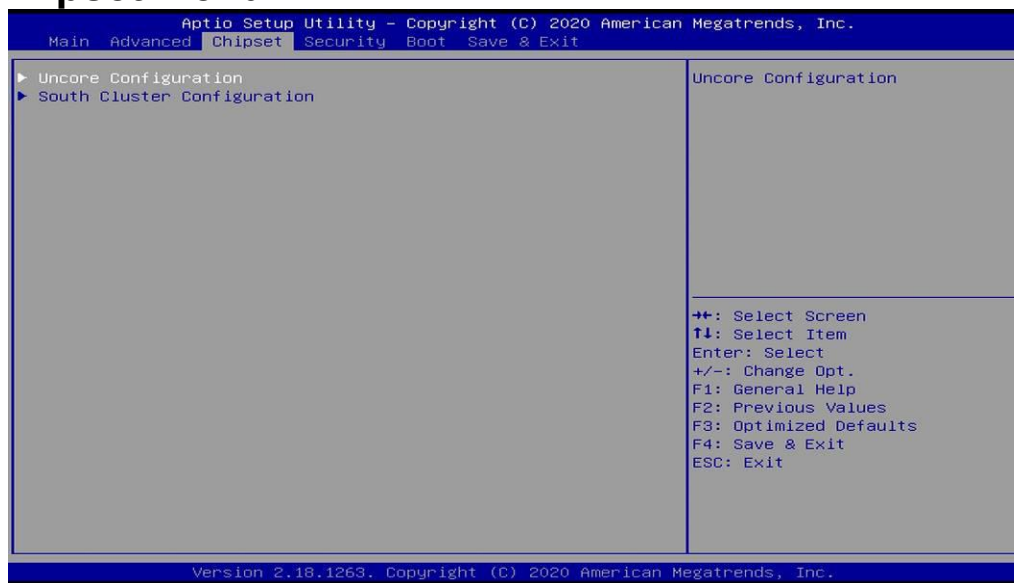 Aptio Setup Utility – Copyright (C) 2020 American Megatrends, Inc.
Main Advanced Chipset Security Boot Save & Exit
▶ Uncore Configuration
▶ South Cluster Configuration
Uncore Configuration
→←: Select Screen
↑↓: Select Item
Enter: Select
+/-: Change Opt.
F1: General Help
F2: Previous Values
F3: Optimized Defaults
F4: Save & Exit
ESC: Exit
Version 2.18.1263. Copyright (C) 2020 American Megatrends, Inc.